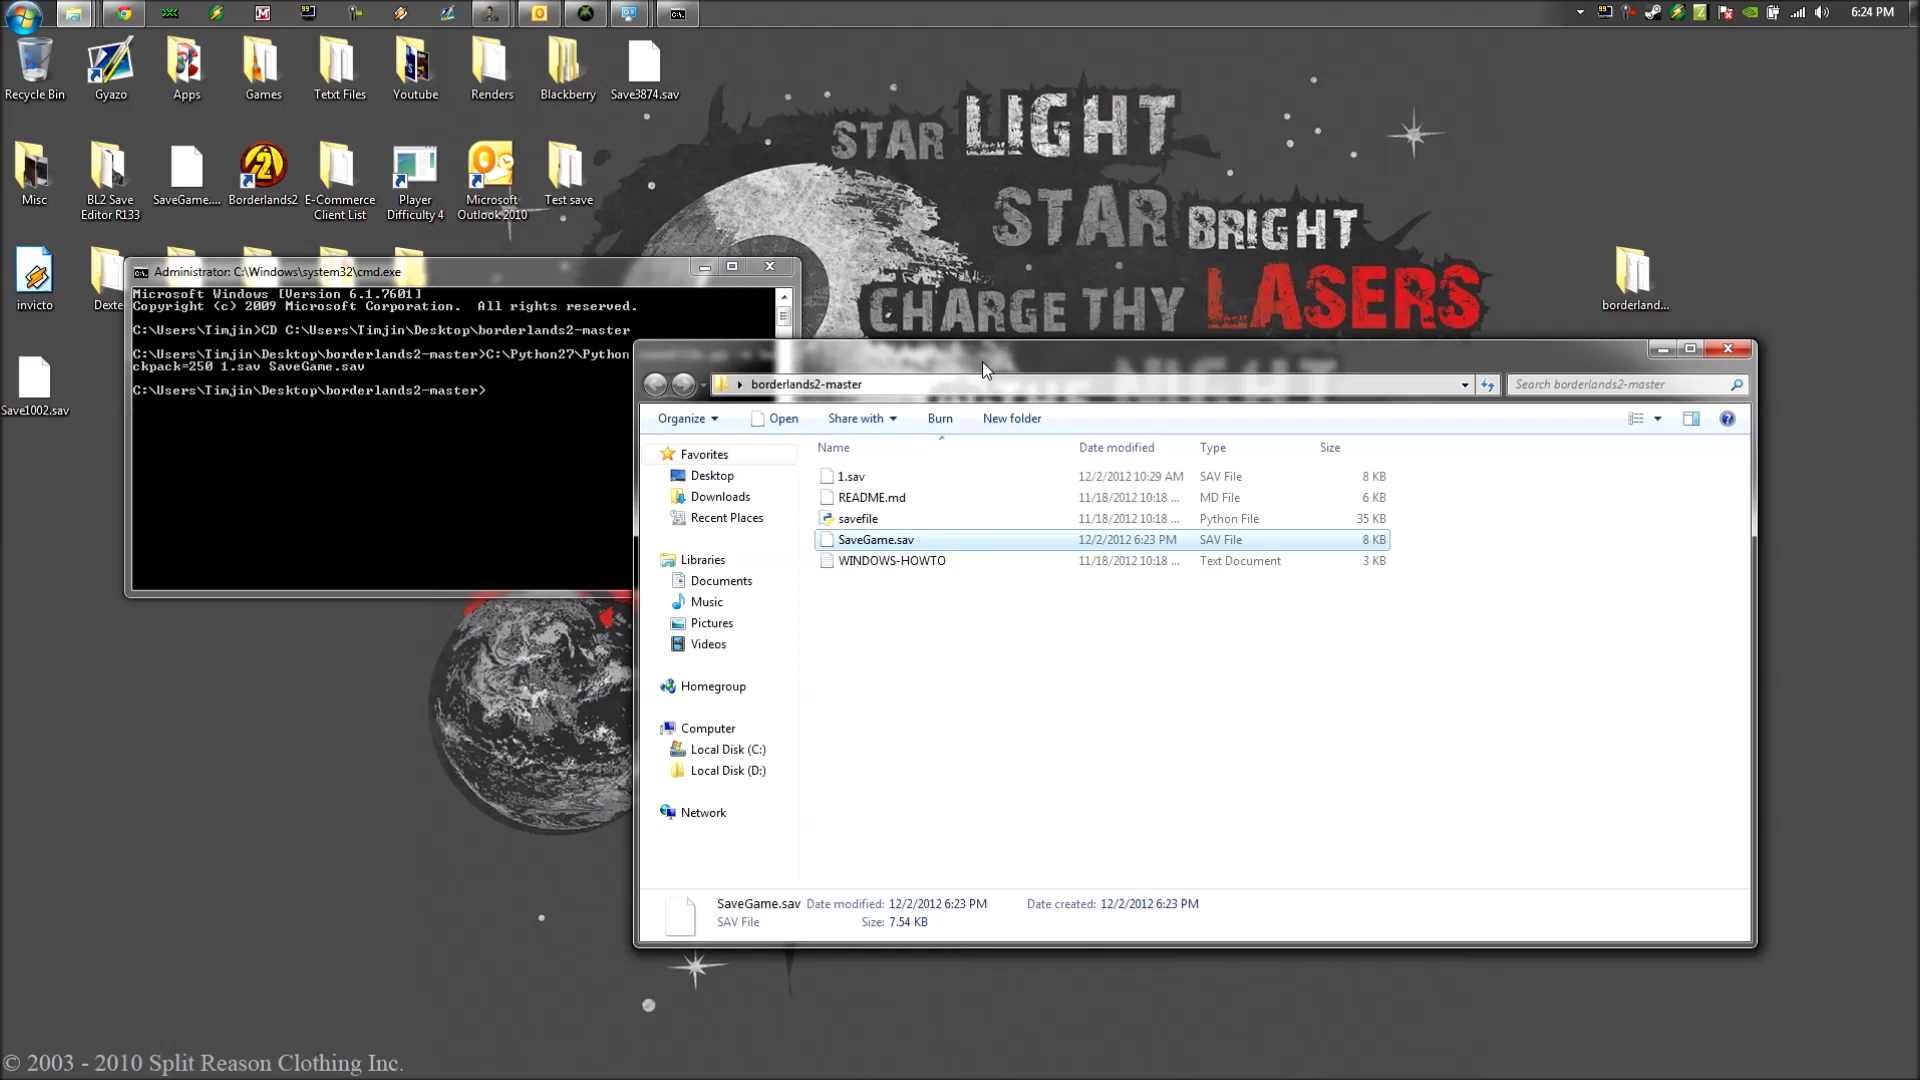 6:24 PM
Recycle Bin
Gyazo
Apps
Games
Tetxt Files
Youtube
Renders
Blackberry
Save3874.sav
Misc
BL2 Save
Editor R133
SaveGame....
Borderlands2
E-Commerce
Client List
Player
Difficulty 4
Microsoft
Outlook 2010
Test save
invicto
Dexte
Save1002.sav
borderland...
STAR LIGHT
STAR BRIGHT
CHARGE THY LASERS
Administrator: C:\Windows\system32\cmd.exe
Microsoft Windows [Version 6.1.7601]
Copyright (c) 2009 Microsoft Corporation.  All rights reserved.
C:\Users\Timjin>CD C:\Users\Timjin\Desktop\borderlands2-master
C:\Users\Timjin\Desktop\borderlands2-master>C:\Python27\Python
ckpack=250 1.sav SaveGame.sav
C:\Users\Timjin\Desktop\borderlands2-master>
borderlands2-master
Search borderlands2-master
Organize
Open
Share with
Burn
New folder
Favorites
Desktop
Downloads
Recent Places
Libraries
Documents
Music
Pictures
Videos
Homegroup
Computer
Local Disk (C:)
Local Disk (D:)
Network
Name Date modified Type Size
1.sav 12/2/2012 10:29 AM SAV File 8 KB
README.md 11/18/2012 10:18 ... MD File 6 KB
savefile 11/18/2012 10:18 ... Python File 35 KB
SaveGame.sav 12/2/2012 6:23 PM SAV File 8 KB
WINDOWS-HOWTO 11/18/2012 10:18 ... Text Document 3 KB
SaveGame.sav Date modified: 12/2/2012 6:23 PM Date created: 12/2/2012 6:23 PM
SAV File Size: 7.54 KB
© 2003 - 2010 Split Reason Clothing Inc.